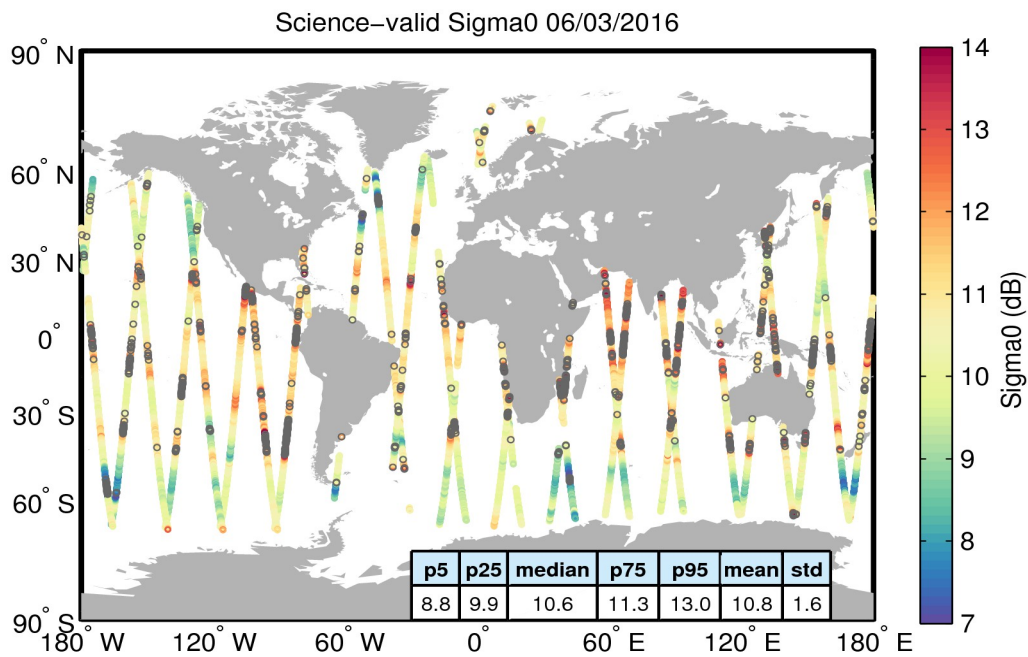 Science−valid Sigma0 06/03/2016
90° N
60° N
30° N
0°
30° S
60° S
90° S
180° W
120° W
60° W
0°
60° E
120° E
180° E
14
13
12
11
10
9
8
7
Sigma0 (dB)
p5 p25 median p75 p95 mean std
8.8 9.9 10.6 11.3 13.0 10.8 1.6